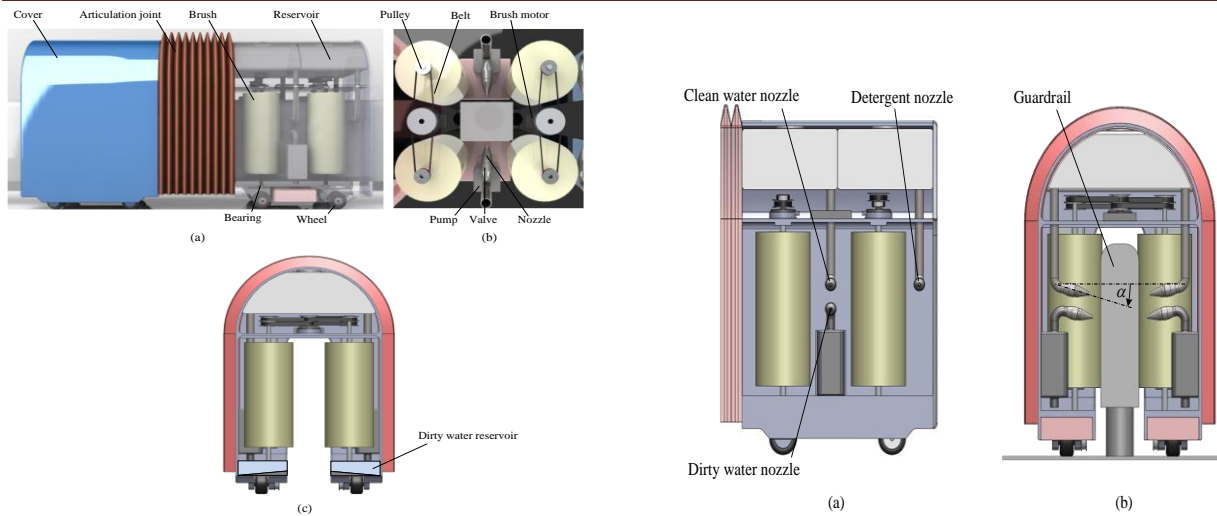 Cover
Articulation joint
Brush
Reservoir
Bearing
Wheel
(a)
Pulley
Belt
Brush motor
Pump
Valve
Nozzle
(b)
Dirty water reservoir
(c)
Clean water nozzle
Detergent nozzle
Dirty water nozzle
(a)
Guardrail
α
(b)